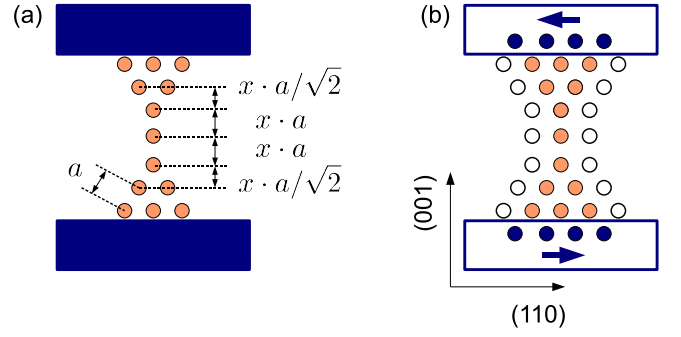 (a)
x · a/√2
x · a
x · a
x · a/√2
a
(b)
(001)
(110)